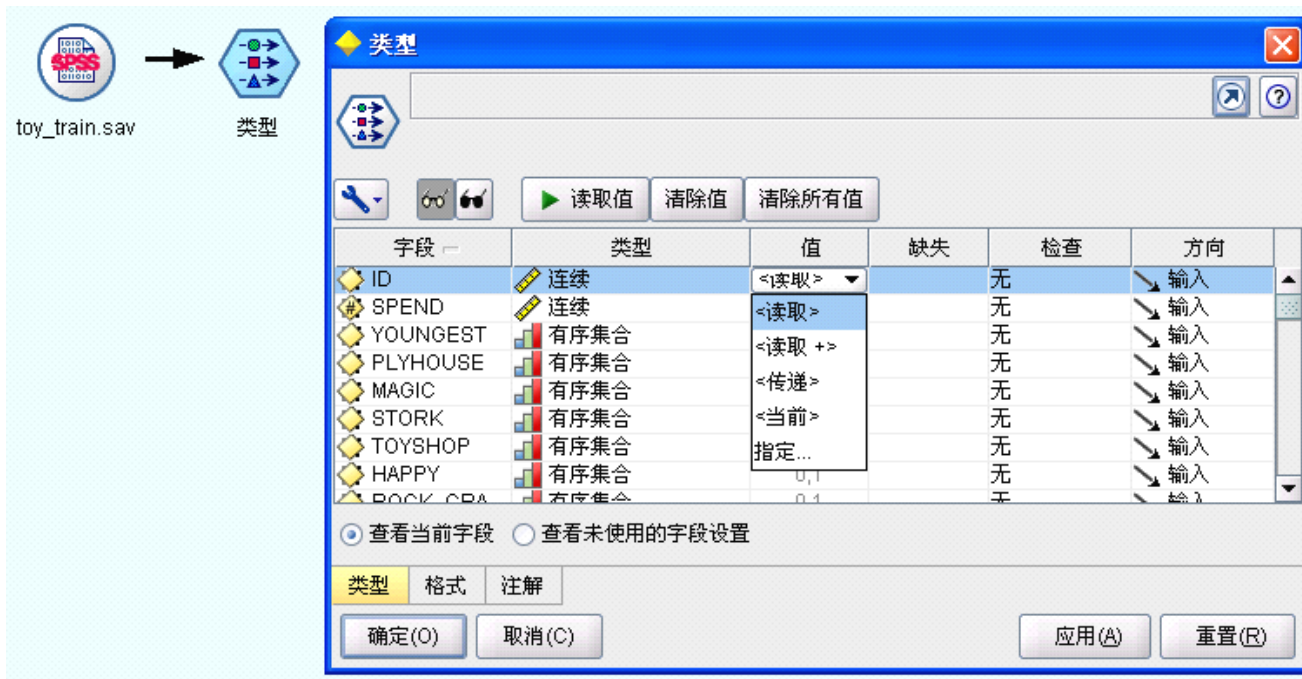 SPSS
toy_train.sav
类型
类型
读取值 清除值 清除所有值
字段 类型 值 缺失 检查 方向
ID 连续 <读取> 无 输入
SPEND 连续 无 输入
YOUNGEST 有序集合 无 输入
PLYHOUSE 有序集合 无 输入
MAGIC 有序集合 无 输入
STORK 有序集合 无 输入
TOYSHOP 有序集合 无 输入
HAPPY 有序集合 0,1 无 输入
<读取>
<读取 +>
<传递>
<当前>
指定...
查看当前字段 查看未使用的字段设置
类型 格式 注解
确定(O) 取消(C) 应用(A) 重置(R)